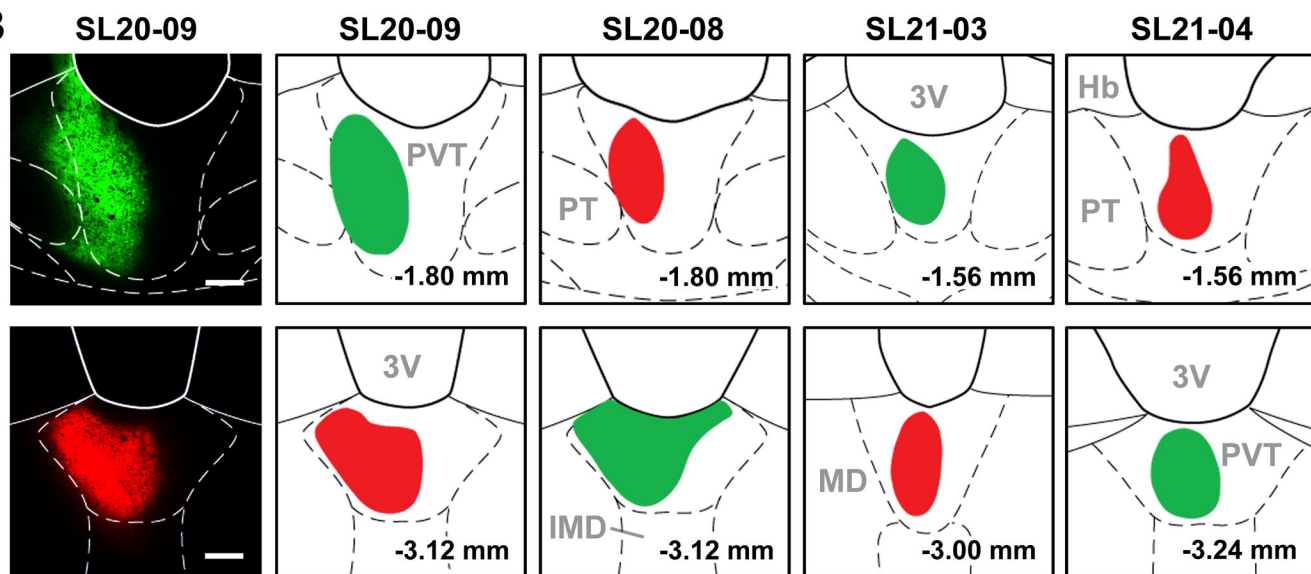 SL20-09 SL20-09 SL20-08 SL21-03 SL21-04
3V Hb
PVT
PT PT
-1.80 mm -1.80 mm -1.56 mm -1.56 mm
3V 3V
MD PVT
IMD
-3.12 mm -3.12 mm -3.00 mm -3.24 mm